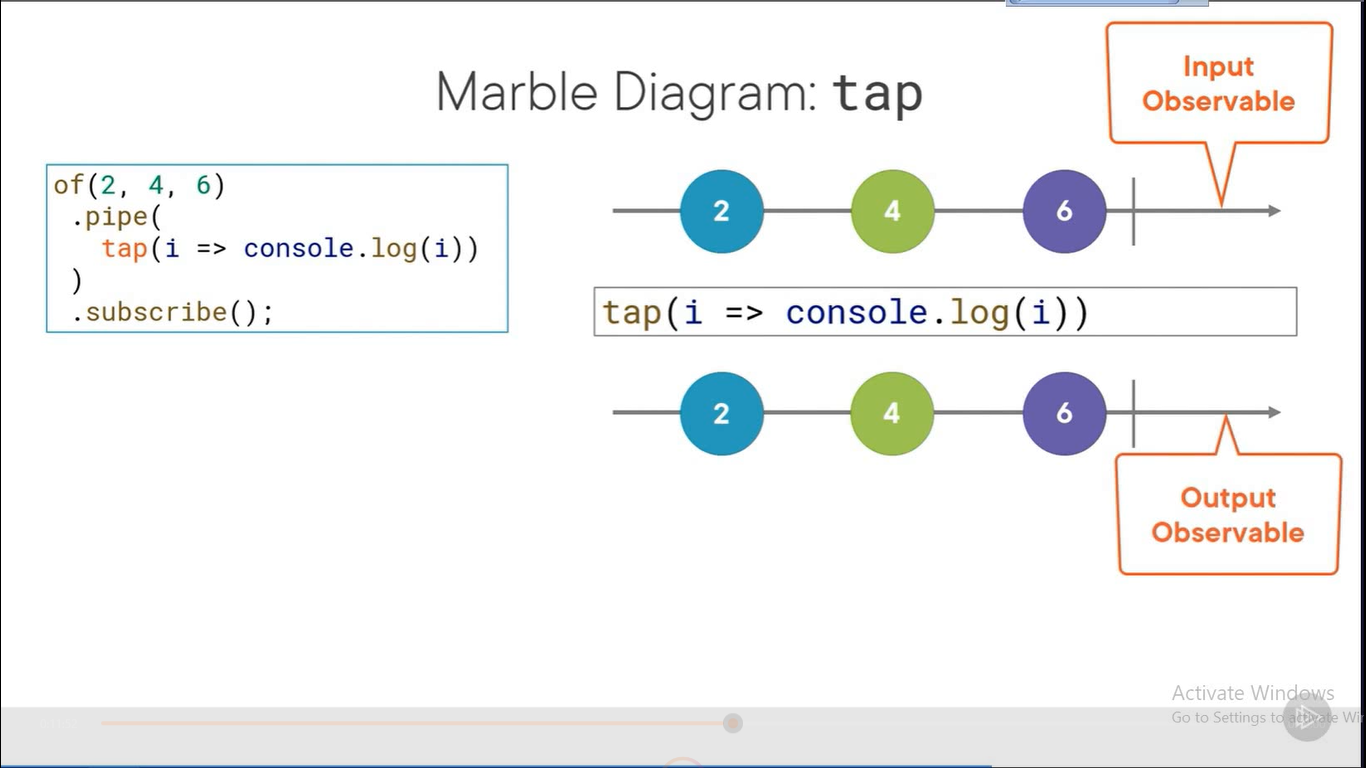 Marble Diagram: tap
Input
Observable
of(2, 4, 6)
.pipe(
tap(i => console.log(i))
)
.subscribe();
2 4 6
tap(i => console.log(i))
2 4 6
Output
Observable
Activate Windows
Go to Settings to activate Wi